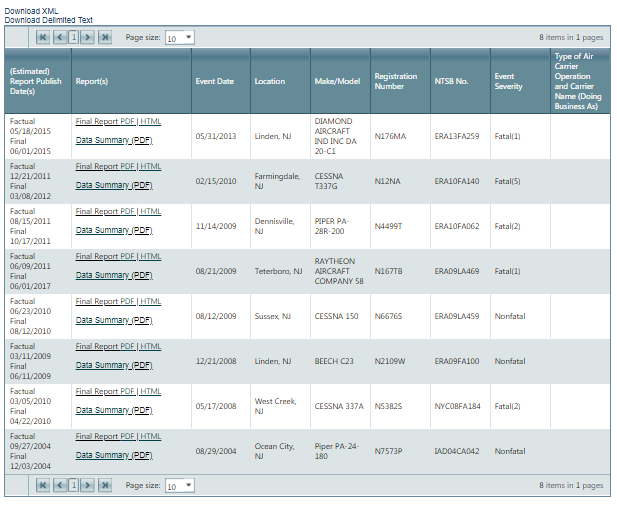 Download XML
Download Delimited Text
1 Page size: 10 8 items in 1 pages
(Estimated) Report Publish Date(s) Report(s) Event Date Location Make/Model Registration Number NTSB No. Event Severity Type of Air Carrier Operation and Carrier Name (Doing Business As)
Factual 05/18/2015 Final 06/01/2015 Final Report PDF | HTML Data Summary (PDF) 05/31/2013 Linden, NJ DIAMOND AIRCRAFT IND INC DA 20-C1 N176MA ERA13FA259 Fatal(1)
Factual 12/21/2011 Final 03/08/2012 Final Report PDF | HTML Data Summary (PDF) 02/15/2010 Farmingdale, NJ CESSNA T337G N12NA ERA10FA140 Fatal(5)
Factual 08/15/2011 Final 10/17/2011 Final Report PDF | HTML Data Summary (PDF) 11/14/2009 Dennisville, NJ PIPER PA-28R-200 N4499T ERA10FA062 Fatal(2)
Factual 06/09/2011 Final 06/01/2017 Final Report PDF | HTML Data Summary (PDF) 08/21/2009 Teterboro, NJ RAYTHEON AIRCRAFT COMPANY 58 N167TB ERA09LA469 Fatal(1)
Factual 06/23/2010 Final 08/12/2010 Final Report PDF | HTML Data Summary (PDF) 08/12/2009 Sussex, NJ CESSNA 150 N6676S ERA09LA459 Nonfatal
Factual 03/11/2009 Final 06/11/2009 Final Report PDF | HTML Data Summary (PDF) 12/21/2008 Linden, NJ BEECH C23 N2109W ERA09FA100 Nonfatal
Factual 03/05/2010 Final 04/22/2010 Final Report PDF | HTML Data Summary (PDF) 05/17/2008 West Creek, NJ CESSNA 337A N5382S NYC08FA184 Fatal(2)
Factual 09/27/2004 Final 12/03/2004 Final Report PDF | HTML Data Summary (PDF) 08/29/2004 Ocean City, NJ Piper PA-24-180 N7573P IAD04CA042 Nonfatal
1 Page size: 10 8 items in 1 pages